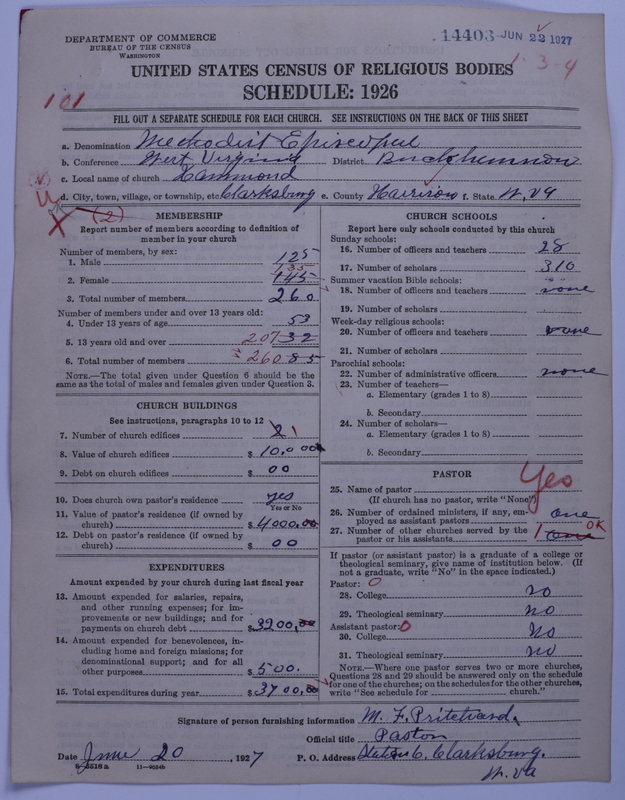 DEPARTMENT OF COMMERCE
BUREAU OF THE CENSUS
WASHINGTON
14403 JUN 22 1927
1-3-4
UNITED STATES CENSUS OF RELIGIOUS BODIES
SCHEDULE: 1926
101
FILL OUT A SEPARATE SCHEDULE FOR EACH CHURCH. SEE INSTRUCTIONS ON THE BACK OF THIS SHEET
a. Denomination Methodist Episcopal
b. Conference West Virginia District Buckhannon
c. Local name of church Hammond
d. City, town, village, or township, etc. Clarksburg e. County Harrison f. State W. Va
X (2)
MEMBERSHIP
Report number of members according to definition of member in your church
Number of members, by sex:
1. Male 125
135
2. Female 145
3. Total number of members 260
Number of members under and over 13 years old:
4. Under 13 years of age 53
5. 13 years old and over 207 32
6. Total number of members 260 85
NOTE.—The total given under Question 6 should be the
same as the total of males and females given under Question 3.
CHURCH BUILDINGS
See instructions, paragraphs 10 to 12
7. Number of church edifices 2 1
8. Value of church edifices $ 10,000
9. Debt on church edifices $ 00
10. Does church own pastor's residence yes
Yes or No
11. Value of pastor's residence (if owned by
church) $ 4000,00
12. Debt on pastor's residence (if owned by
church) $ 00
EXPENDITURES
Amount expended by your church during last fiscal year
13. Amount expended for salaries, repairs,
and other running expenses; for im-
provements or new buildings; and for
payments on church debt $ 3200,00
14. Amount expended for benevolences, in-
cluding home and foreign missions; for
denominational support; and for all
other purposes $ 500.
15. Total expenditures during year $ 3700,00
CHURCH SCHOOLS
Report here only schools conducted by this church
Sunday schools:
16. Number of officers and teachers 28
17. Number of scholars 310
Summer vacation Bible schools:
18. Number of officers and teachers none
19. Number of scholars
Week-day religious schools:
20. Number of officers and teachers none
21. Number of scholars
Parochial schools:
22. Number of administrative officers none
23. Number of teachers—
a. Elementary (grades 1 to 8)
b. Secondary
24. Number of scholars—
a. Elementary (grades 1 to 8)
b. Secondary
PASTOR
25. Name of pastor Yes
(If church has no pastor, write "None")
26. Number of ordained ministers, if any, em-
ployed as assistant pastors one
27. Number of other churches served by the
pastor or his assistants 1 one OK
If pastor (or assistant pastor) is a graduate of a college or
theological seminary, give name of institution below. (If
not a graduate, write "No" in the space indicated.)
Pastor: 0
28. College no
29. Theological seminary No
Assistant pastor: 0
30. College No
31. Theological seminary no
NOTE.—Where one pastor serves two or more churches,
Questions 28 and 29 should be answered only on the schedule
for one of the churches; on the schedules for the other churches,
write "See schedule for church."
Signature of person furnishing information M. F. Pritchard.
Official title Pastor
Date June 20, 1927 P. O. Address Station C. Clarksburg.
W. Va
8-5518 a 11—9034b